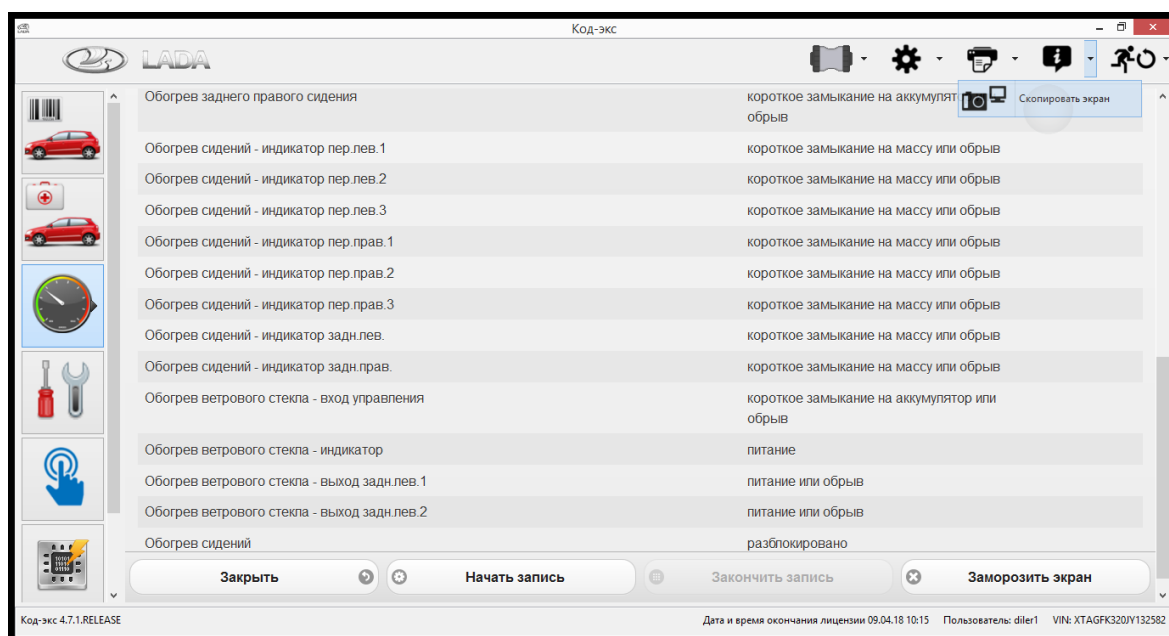 Код-экс
LADA
Скопировать экран
Обогрев заднего правого сидения
короткое замыкание на аккумулят
обрыв
Обогрев сидений - индикатор пер.лев.1
короткое замыкание на массу или обрыв
Обогрев сидений - индикатор пер.лев.2
короткое замыкание на массу или обрыв
Обогрев сидений - индикатор пер.лев.3
короткое замыкание на массу или обрыв
Обогрев сидений - индикатор пер.прав.1
короткое замыкание на массу или обрыв
Обогрев сидений - индикатор пер.прав.2
короткое замыкание на массу или обрыв
Обогрев сидений - индикатор пер.прав.3
короткое замыкание на массу или обрыв
Обогрев сидений - индикатор задн.лев.
короткое замыкание на массу или обрыв
Обогрев сидений - индикатор задн.прав.
короткое замыкание на массу или обрыв
Обогрев ветрового стекла - вход управления
короткое замыкание на аккумулятор или
обрыв
Обогрев ветрового стекла - индикатор
питание
Обогрев ветрового стекла - выход задн.лев.1
питание или обрыв
Обогрев ветрового стекла - выход задн.лев.2
питание или обрыв
Обогрев сидений
разблокировано
Закрыть
Начать запись
Закончить запись
Заморозить экран
Код-экс 4.7.1.RELEASE
Дата и время окончания лицензии 09.04.18 10:15
Пользователь: diler1
VIN: XTAGFK320JY132582